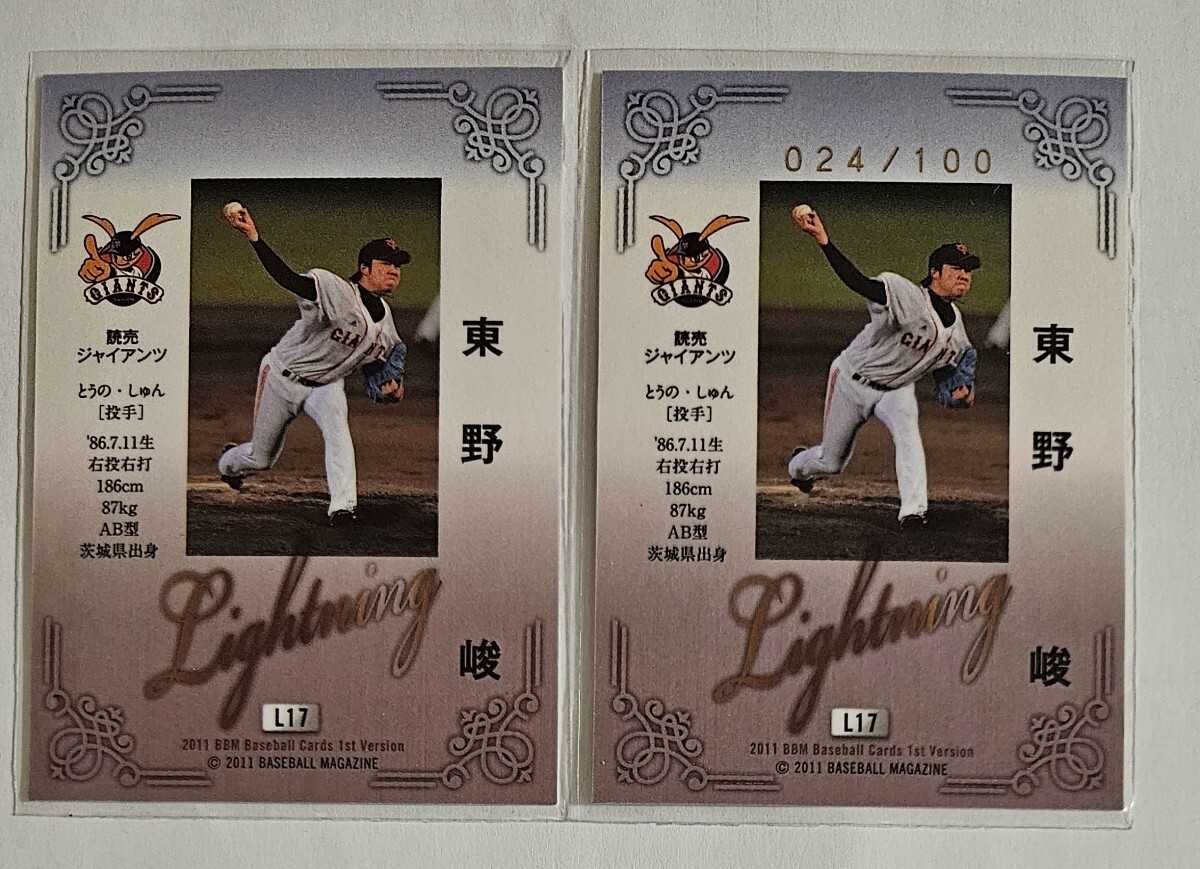 GIANTS
読売
ジャイアンツ
とうの・しゅん
[投手]
'86.7.11生
右投右打
186cm
87kg
AB型
茨城県出身
GIANTS
東野 峻
Lightning
L17
2011 BBM Baseball Cards 1st Version
© 2011 BASEBALL MAGAZINE
024/100
GIANTS
読売
ジャイアンツ
とうの・しゅん
[投手]
'86.7.11生
右投右打
186cm
87kg
AB型
茨城県出身
GIANTS
東野 峻
Lightning
L17
2011 BBM Baseball Cards 1st Version
© 2011 BASEBALL MAGAZINE